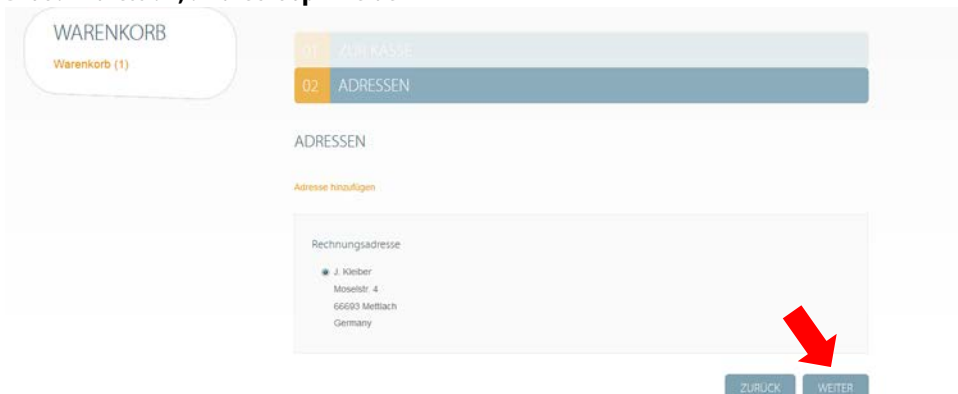 WARENKORB
Warenkorb (1)
01 ZUR KASSE
02 ADRESSEN
ADRESSEN
Adresse hinzufügen
Rechnungsadresse
J. Kleiber
Moselstr. 4
66693 Mettlach
Germany
ZURÜCK WEITER